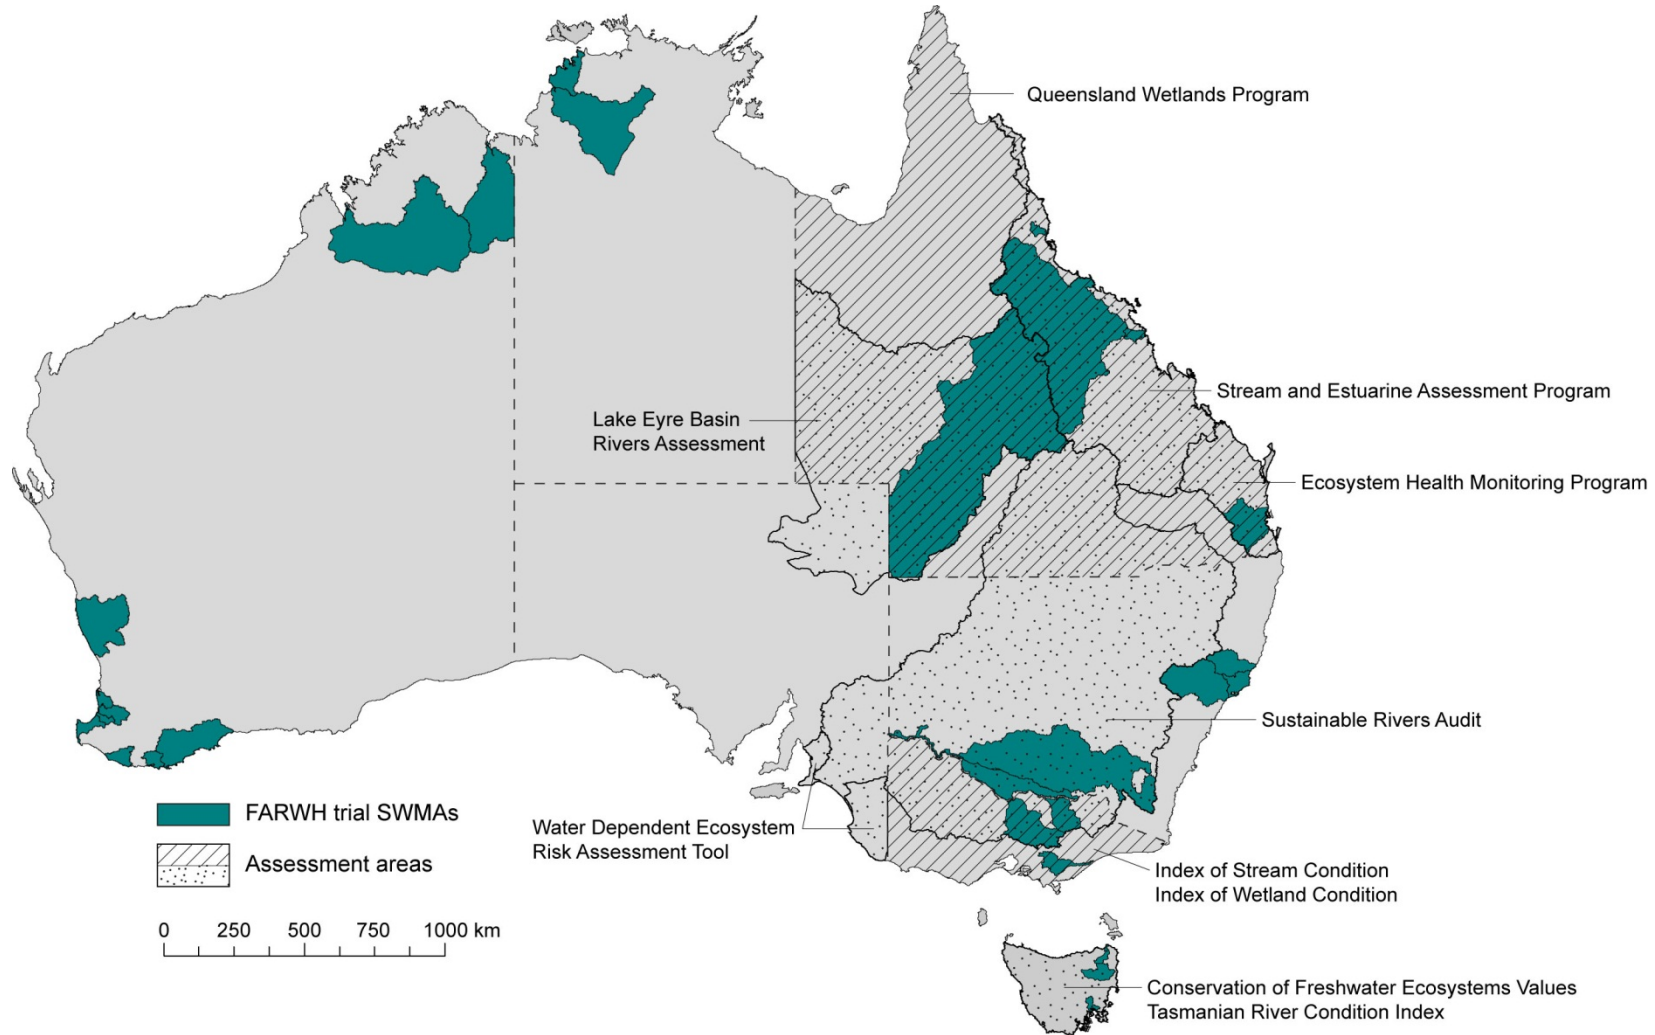 Queensland Wetlands Program
Stream and Estuarine Assessment Program
Lake Eyre Basin
Rivers Assessment
Ecosystem Health Monitoring Program
Sustainable Rivers Audit
FARWH trial SWMAs
Assessment areas
Water Dependent Ecosystem
Risk Assessment Tool
Index of Stream Condition
Index of Wetland Condition
0 250 500 750 1000 km
Conservation of Freshwater Ecosystems Values
Tasmanian River Condition Index